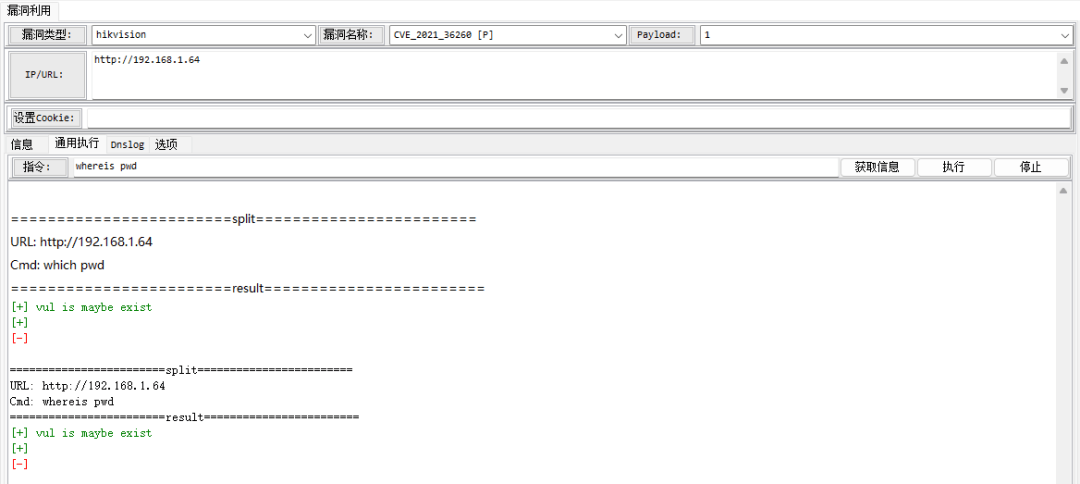 漏洞利用
漏洞类型: hikvision 漏洞名称: CVE_2021_36260 [P] Payload: 1
IP/URL: http://192.168.1.64
设置Cookie:
信息 通用执行 Dnslog 选项
指令: whereis pwd 获取信息 执行 停止
========================split========================
URL: http://192.168.1.64
Cmd: which pwd
========================result========================
[+] vul is maybe exist
[+]
[-]
========================split========================
URL: http://192.168.1.64
Cmd: whereis pwd
========================result========================
[+] vul is maybe exist
[+]
[-]